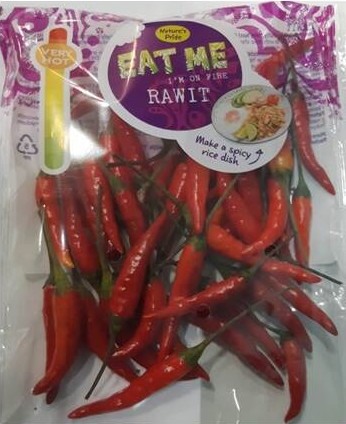 Nature's
Pride
EAT ME
I'M ON FIRE
RAWIT
VERY
HOT
Make a spicy
rice dish